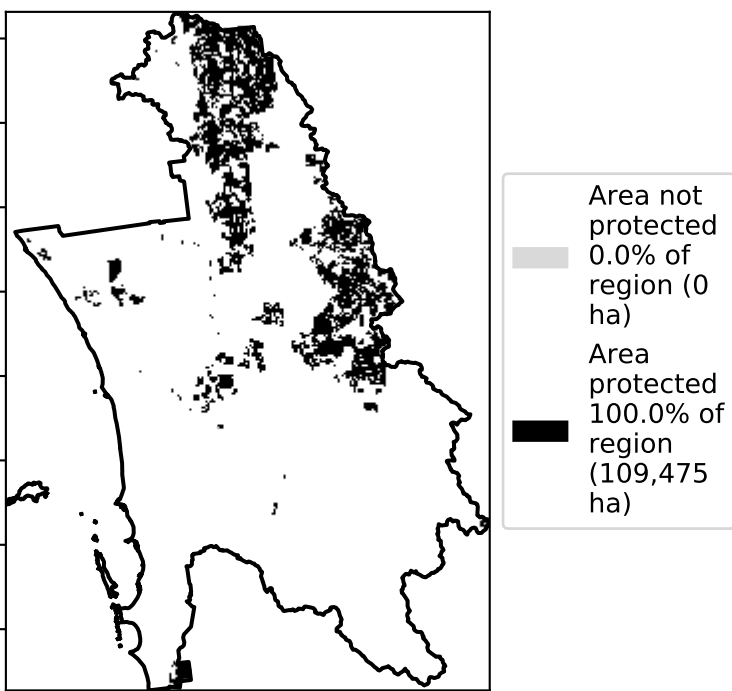 Area not
protected
0.0% of
region (0
ha)
Area
protected
100.0% of
region
(109,475
ha)